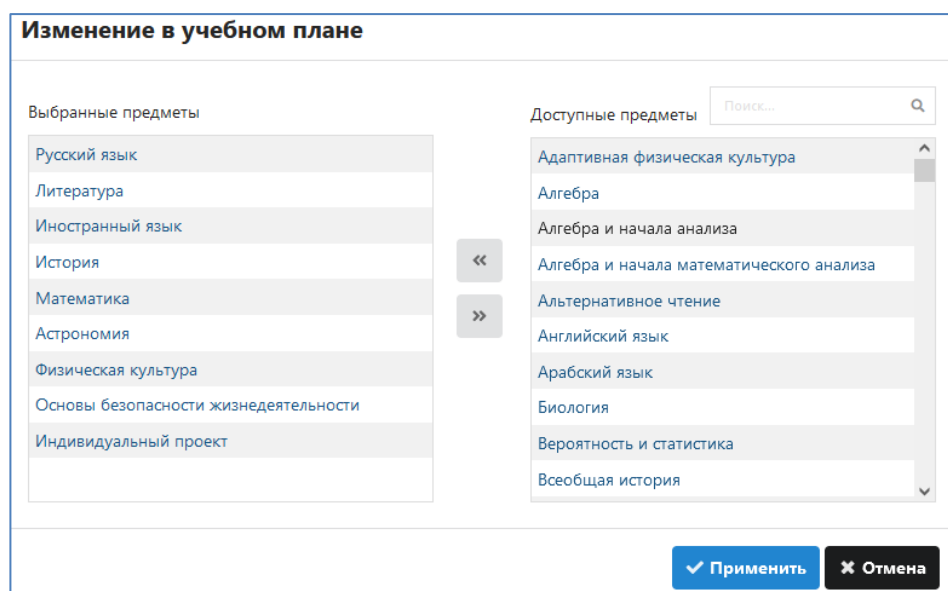 Изменение в учебном плане
Выбранные предметы
Русский язык
Литература
Иностранный язык
История
Математика
Астрономия
Физическая культура
Основы безопасности жизнедеятельности
Индивидуальный проект
Доступные предметы
Поиск...
Адаптивная физическая культура
Алгебра
Алгебра и начала анализа
Алгебра и начала математического анализа
Альтернативное чтение
Английский язык
Арабский язык
Биология
Вероятность и статистика
Всеобщая история
Применить
Отмена